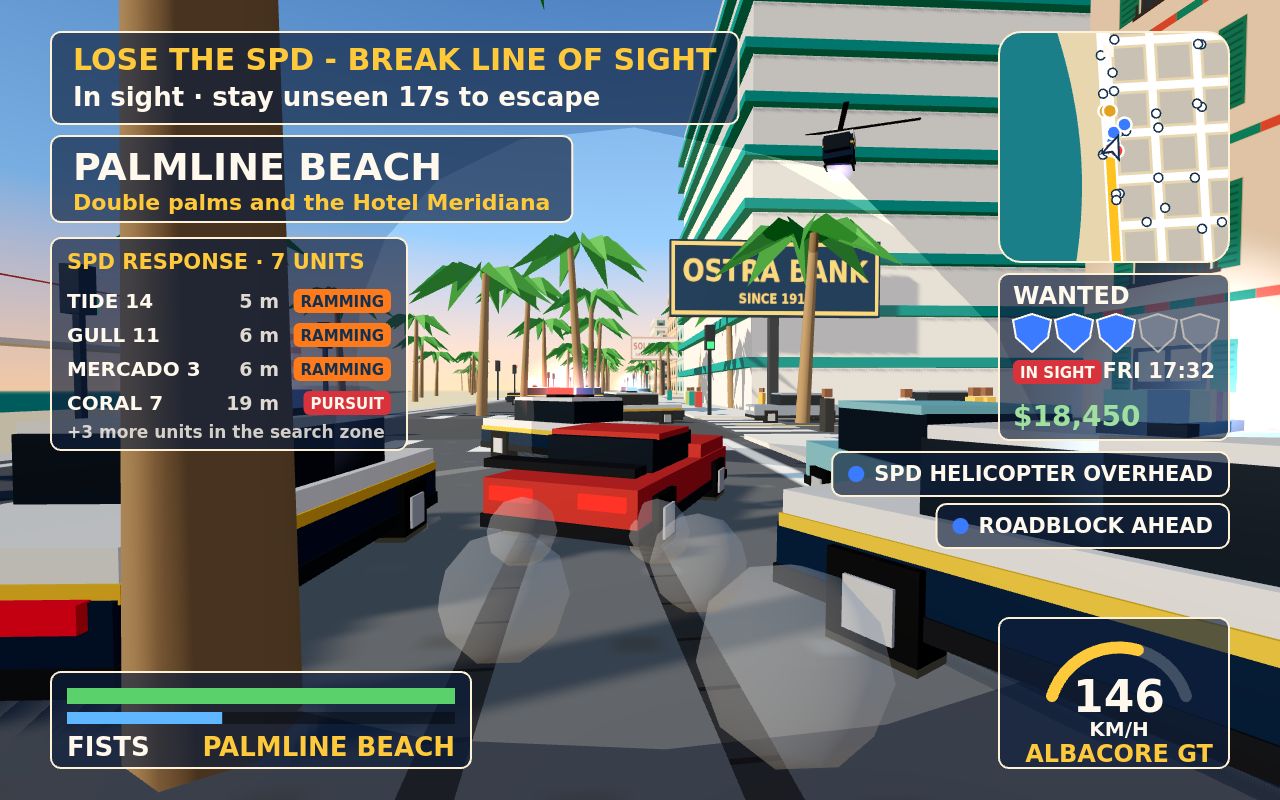 LOSE THE SPD - BREAK LINE OF SIGHT
In sight · stay unseen 17s to escape
PALMLINE BEACH
Double palms and the Hotel Meridiana
SPD RESPONSE · 7 UNITS
TIDE 14 5 m RAMMING
GULL 11 6 m RAMMING
MERCADO 3 6 m RAMMING
CORAL 7 19 m PURSUIT
+3 more units in the search zone
OSTRA BANK
SINCE 191
WANTED
IN SIGHT FRI 17:32
$18,450
SPD HELICOPTER OVERHEAD
ROADBLOCK AHEAD
FISTS PALMLINE BEACH
146
KM/H
ALBACORE GT